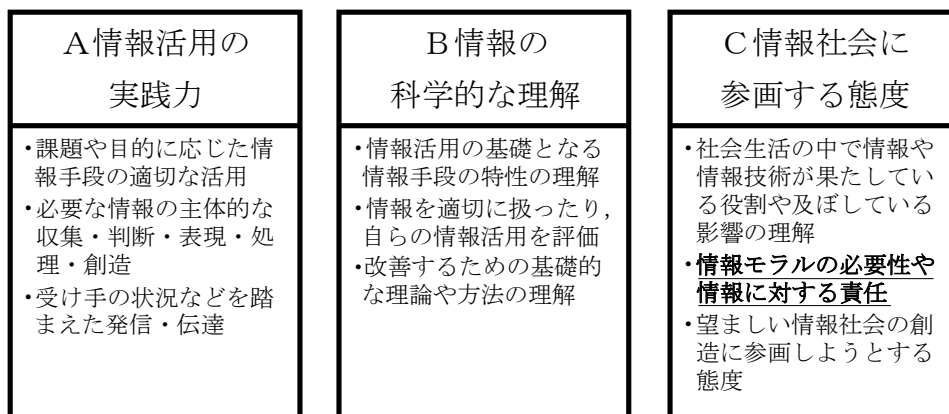 A情報活用の
実践力
・課題や目的に応じた情
報手段の適切な活用
・必要な情報の主体的な
収集・判断・表現・処
理・創造
・受け手の状況などを踏
まえた発信・伝達
B情報の
科学的な理解
・情報活用の基礎となる
情報手段の特性の理解
・情報を適切に扱ったり，
自らの情報活用を評価
・改善するための基礎的
な理論や方法の理解
C情報社会に
参画する態度
・社会生活の中で情報や
情報技術が果たしてい
る役割や及ぼしている
影響の理解
・情報モラルの必要性や
情報に対する責任
・望ましい情報社会の創
造に参画しようとする
態度